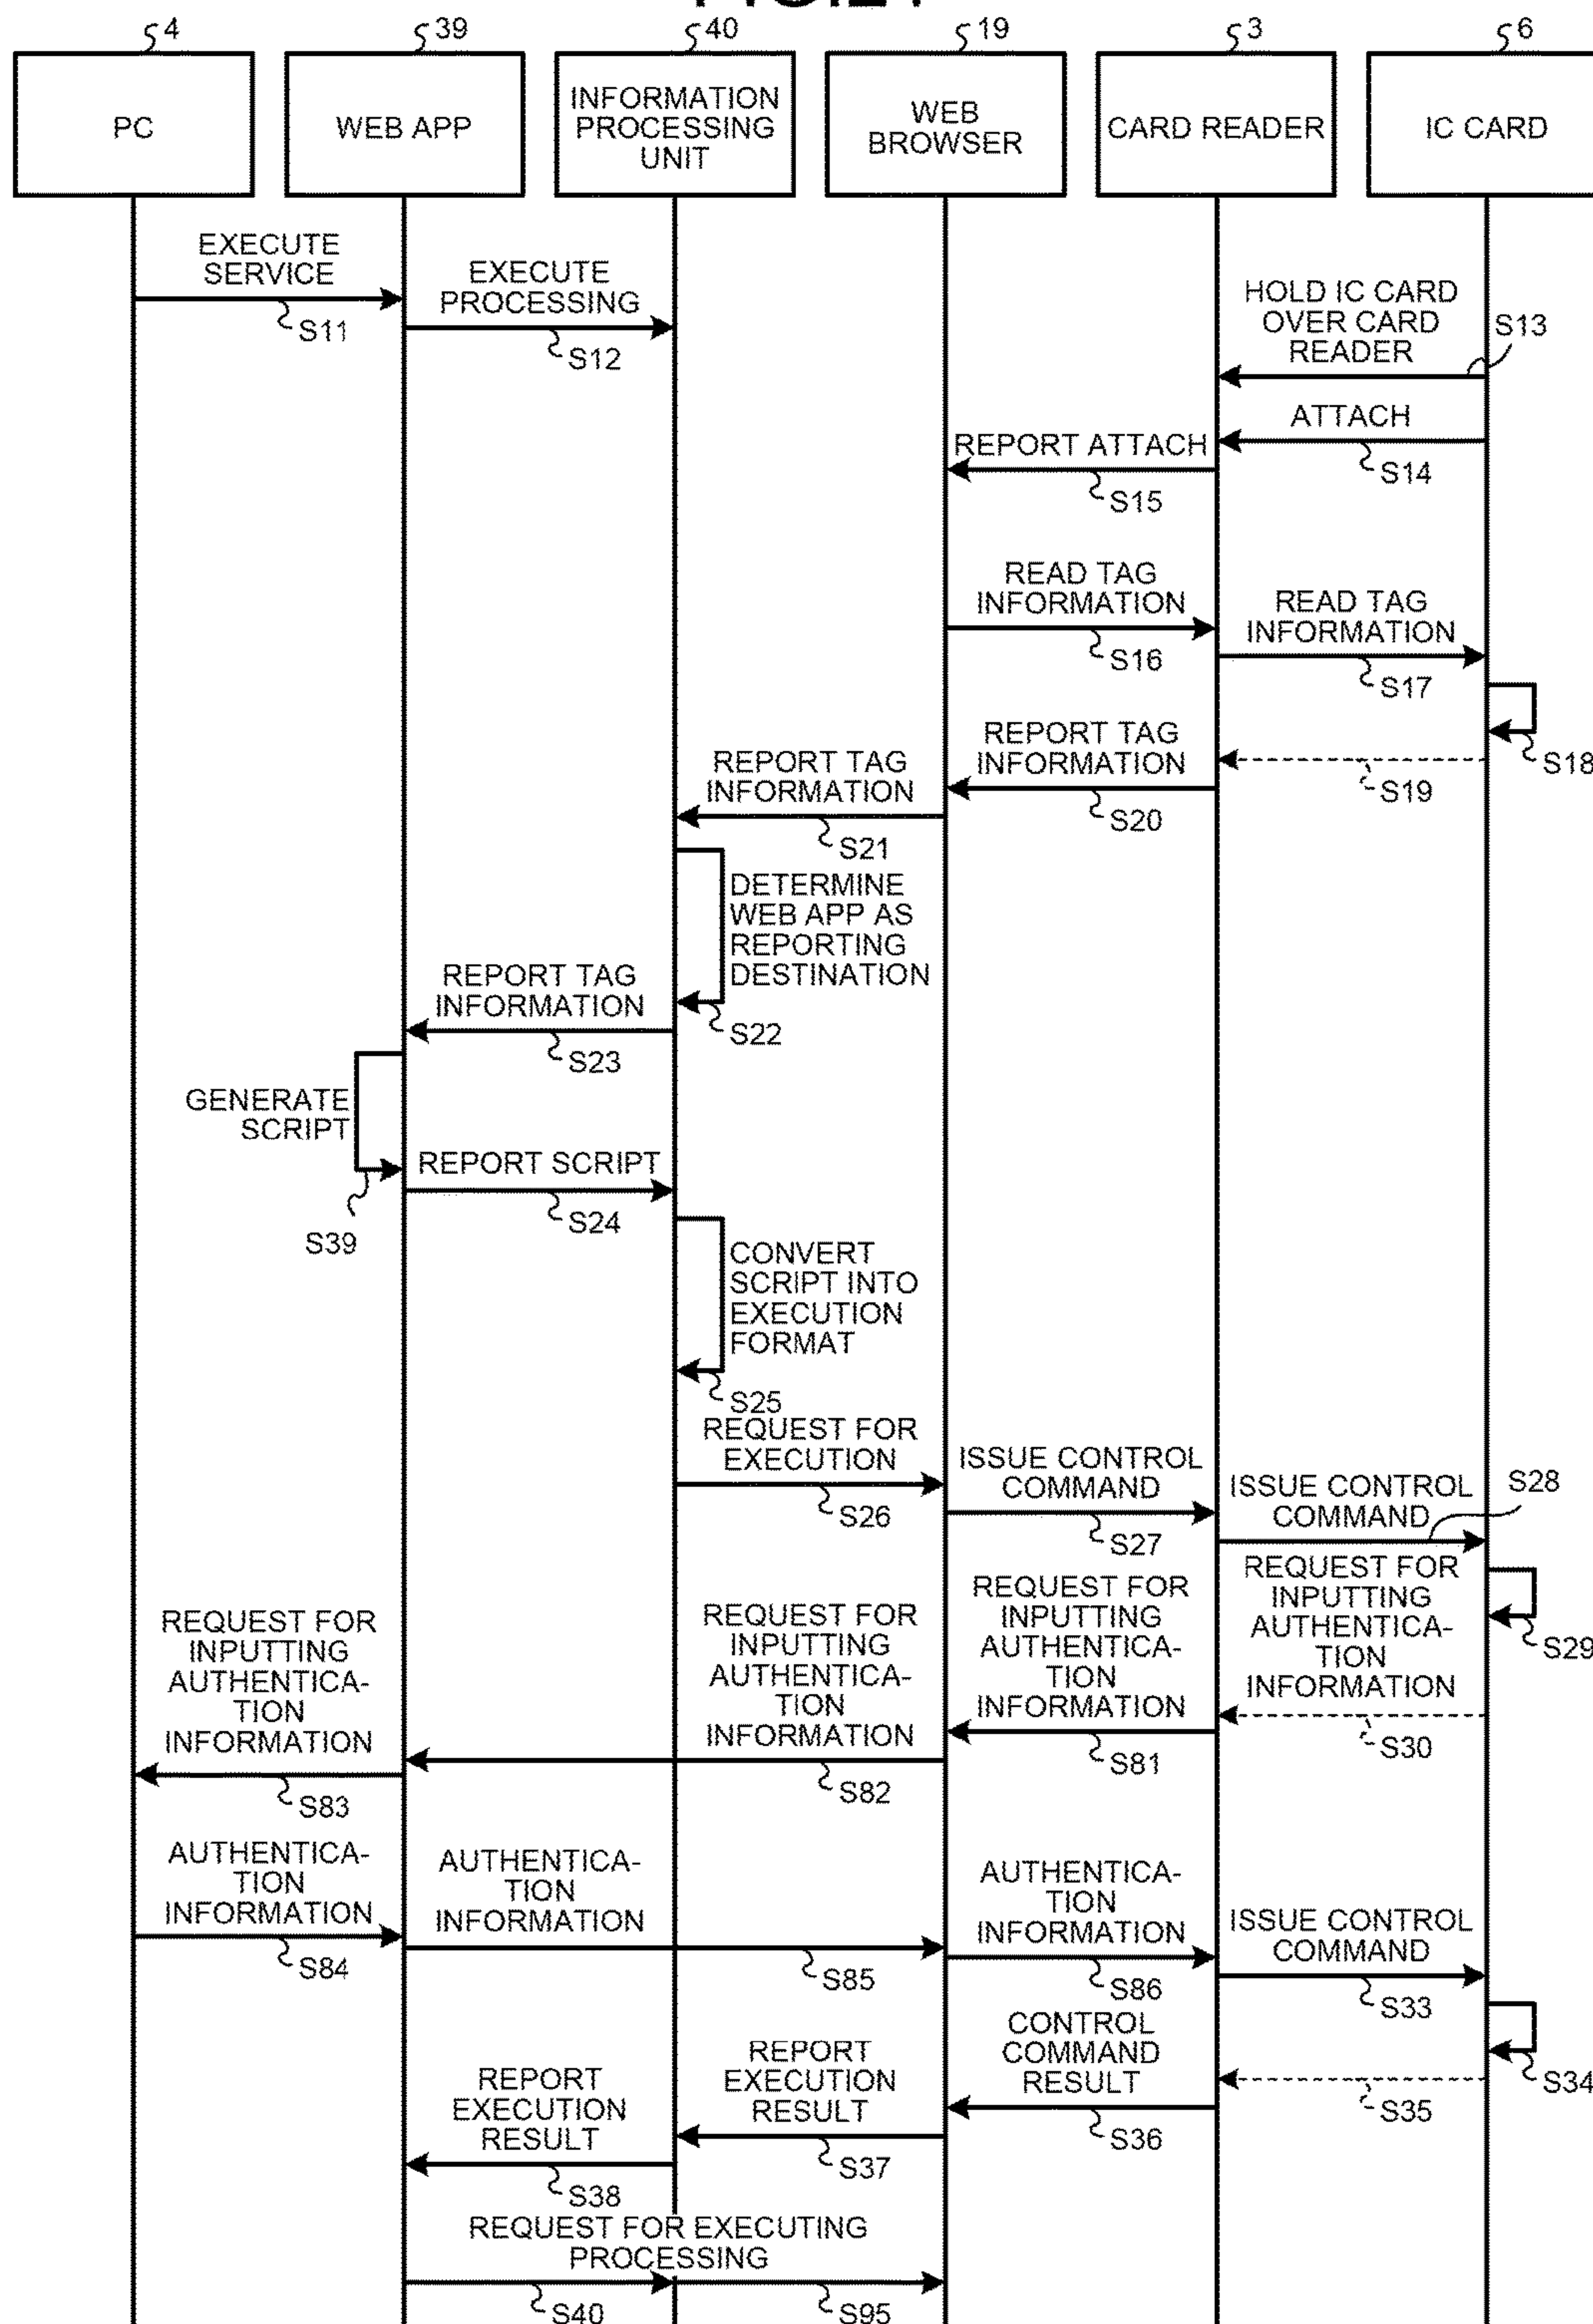 4
39
40
19
3
6
PC
WEB APP
INFORMATION
PROCESSING
UNIT
WEB
BROWSER
CARD READER
IC CARD
EXECUTE
SERVICE
S11
EXECUTE
PROCESSING
S12
HOLD IC CARD
OVER CARD
READER
S13
ATTACH
S14
REPORT ATTACH
S15
READ TAG
INFORMATION
S16
READ TAG
INFORMATION
S17
S18
S19
REPORT TAG
INFORMATION
S20
REPORT TAG
INFORMATION
S21
DETERMINE
WEB APP AS
REPORTING
DESTINATION
S22
REPORT TAG
INFORMATION
S23
GENERATE
SCRIPT
S39
REPORT SCRIPT
S24
CONVERT
SCRIPT INTO
EXECUTION
FORMAT
S25
REQUEST FOR
EXECUTION
S26
ISSUE CONTROL
COMMAND
S27
ISSUE CONTROL
COMMAND
S28
S29
REQUEST FOR
INPUTTING
AUTHENTICA-
TION
INFORMATION
S30
REQUEST FOR
INPUTTING
AUTHENTICA-
TION
INFORMATION
S81
REQUEST FOR
INPUTTING
AUTHENTICA-
TION
INFORMATION
S82
REQUEST FOR
INPUTTING
AUTHENTICA-
TION
INFORMATION
S83
AUTHENTICA-
TION
INFORMATION
S84
AUTHENTICA-
TION
INFORMATION
S85
AUTHENTICA-
TION
INFORMATION
S86
ISSUE CONTROL
COMMAND
S33
S34
S35
CONTROL
COMMAND
RESULT
S36
REPORT
EXECUTION
RESULT
S37
REPORT
EXECUTION
RESULT
S38
REQUEST FOR EXECUTING
PROCESSING
S40
S95